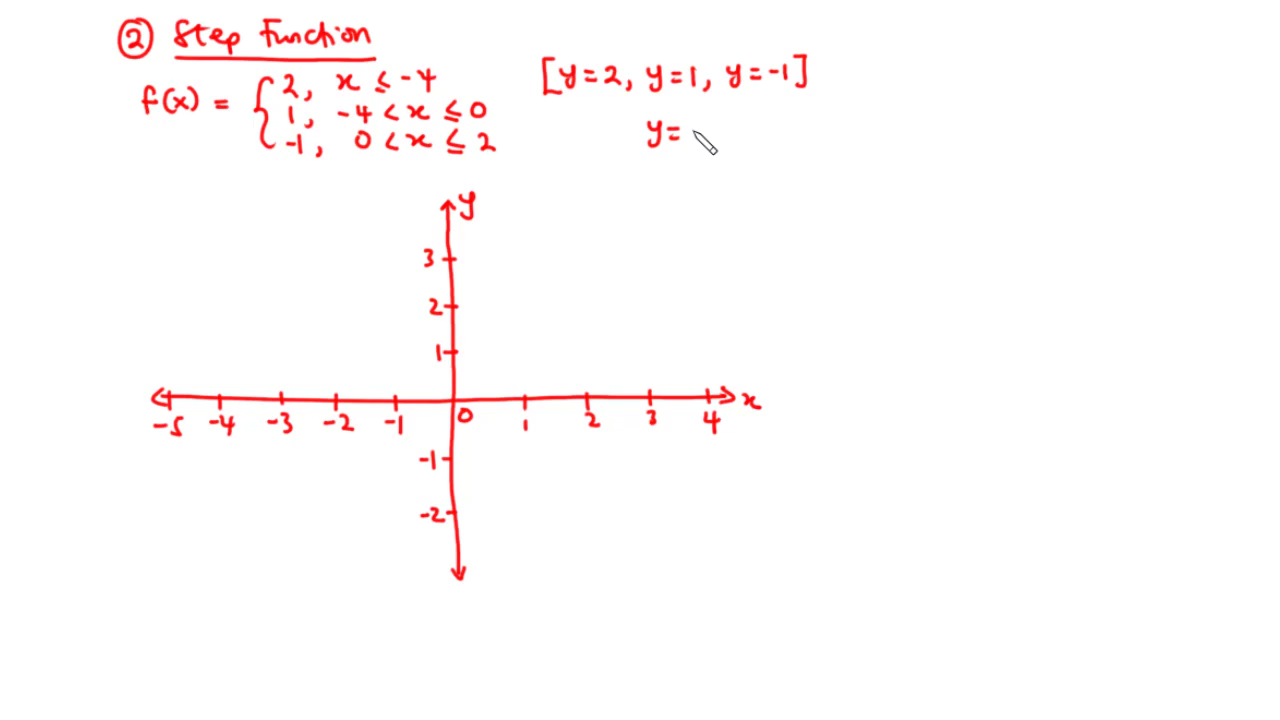 ② Step Function
f(x) = { 2, x ≤ -4
1, -4 < x ≤ 0
-1, 0 < x ≤ 2
[y=2, y=1, y=-1]
y=
y
3
2
1
-5 -4 -3 -2 -1 0 1 2 3 4 x
-1
-2